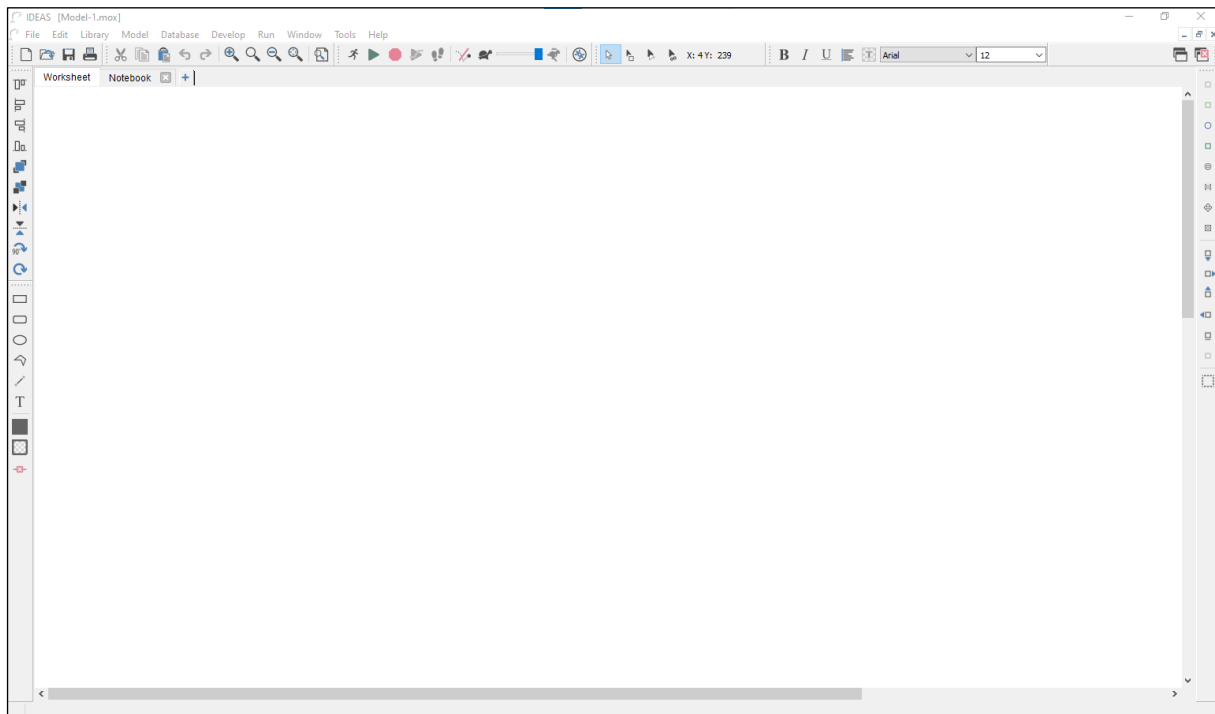 IDEAS [Model-1.mox]
File Edit Library Model Database Develop Run Window Tools Help
X: 4 Y: 239 B I U T Arial 12
Worksheet Notebook +
90°
T